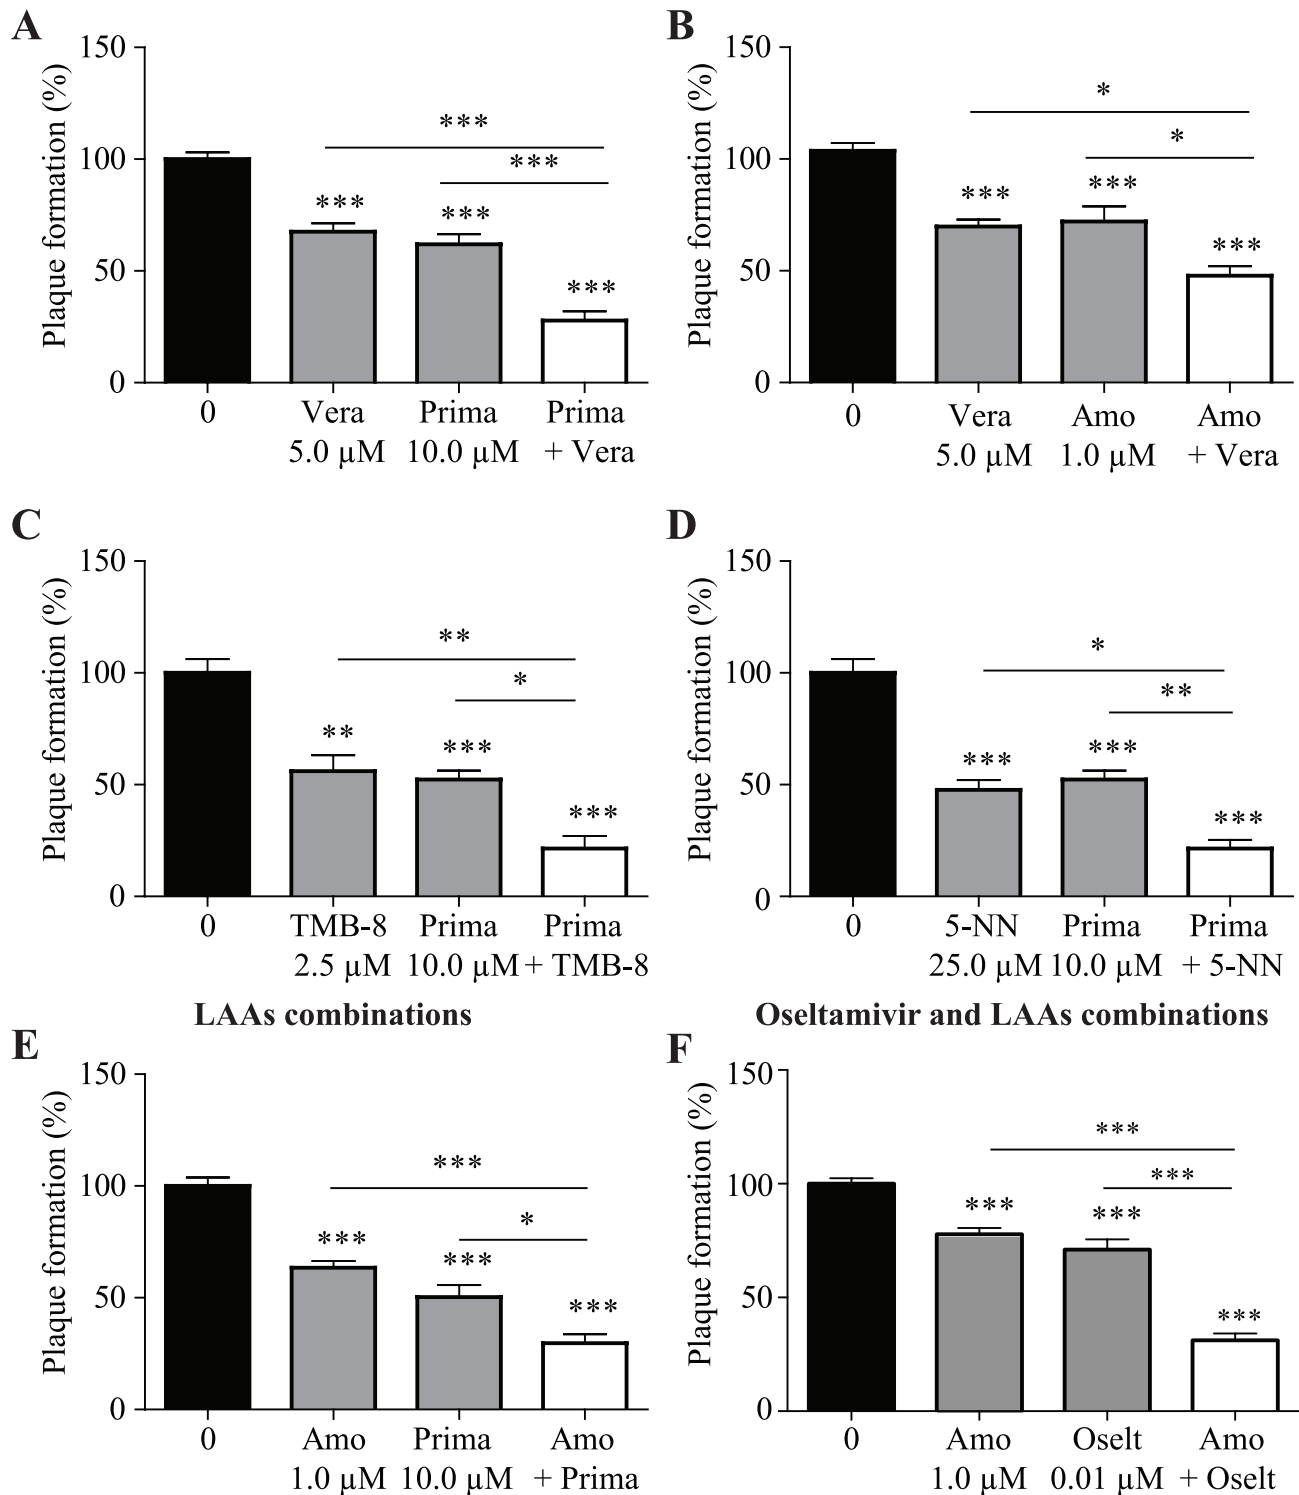 A
Plaque formation (%)
150
100
50
0
***
***
***
***
***
0
Vera
5.0 µM
Prima
10.0 µM
Prima
+ Vera
B
Plaque formation (%)
150
100
50
0
*
*
***
***
***
0
Vera
5.0 µM
Amo
1.0 µM
Amo
+ Vera
C
Plaque formation (%)
150
100
50
0
**
*
**
***
***
0
TMB-8
2.5 µM
Prima
10.0 µM
Prima
+ TMB-8
D
Plaque formation (%)
150
100
50
0
*
**
***
***
***
0
5-NN
25.0 µM
Prima
10.0 µM
Prima
+ 5-NN
LAAs combinations
E
Plaque formation (%)
150
100
50
0
***
*
***
***
***
0
Amo
1.0 µM
Prima
10.0 µM
Amo
+ Prima
Oseltamivir and LAAs combinations
F
Plaque formation (%)
150
100
50
0
***
***
***
***
***
0
Amo
1.0 µM
Oselt
0.01 µM
Amo
+ Oselt